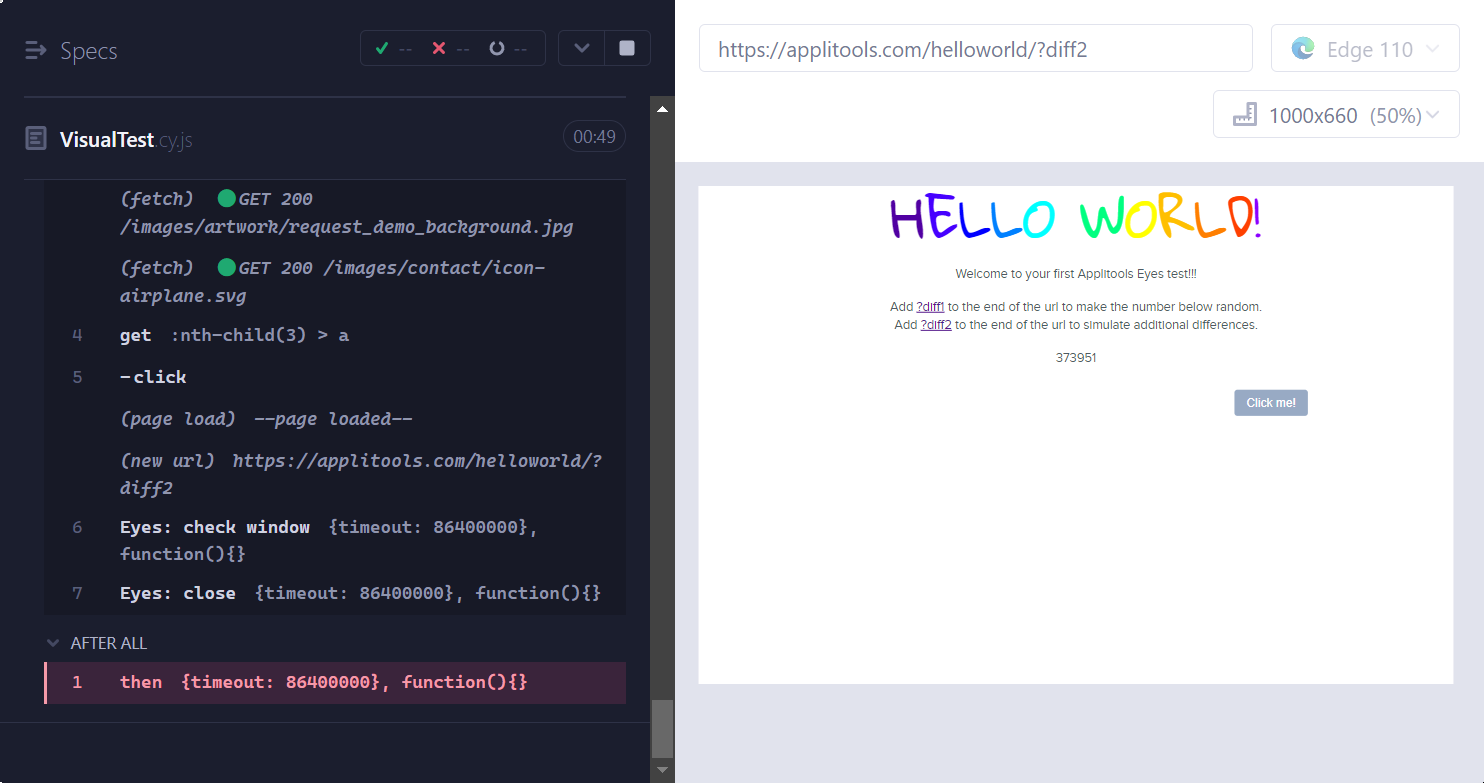 Specs
--
--
--
VisualTest.cy.js
00:49
(fetch) GET 200
/images/artwork/request_demo_background.jpg
(fetch) GET 200 /images/contact/icon-
airplane.svg
4 get :nth-child(3) > a
5 -click
(page load) --page loaded--
(new url) https://applitools.com/helloworld/?
diff2
6 Eyes: check window {timeout: 86400000},
function(){}
7 Eyes: close {timeout: 86400000}, function(){}
AFTER ALL
1 then {timeout: 86400000}, function(){}
https://applitools.com/helloworld/?diff2
Edge 110
1000x660 (50%)
HELLO WORLD!
Welcome to your first Applitools Eyes test!!!
Add ?diff1 to the end of the url to make the number below random.
Add ?diff2 to the end of the url to simulate additional differences.
373951
Click me!